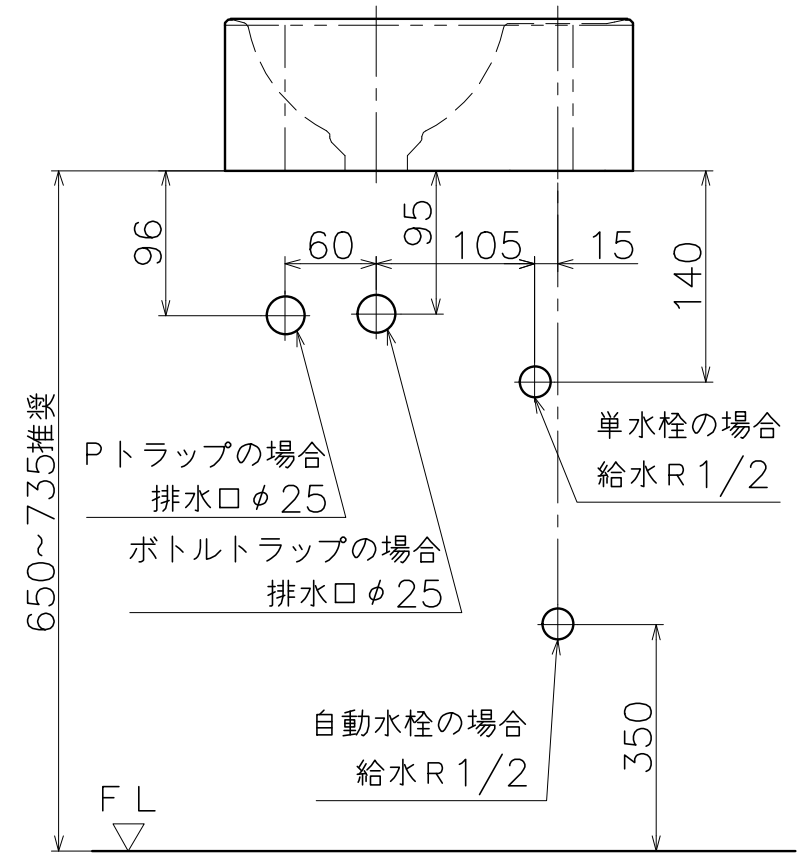 96
60
95
105
15
140
650~735推奨
Pトラップの場合
排水口φ25
ボトルトラップの場合
排水口φ25
単水栓の場合
給水R1/2
自動水栓の場合
給水R1/2
350
FL